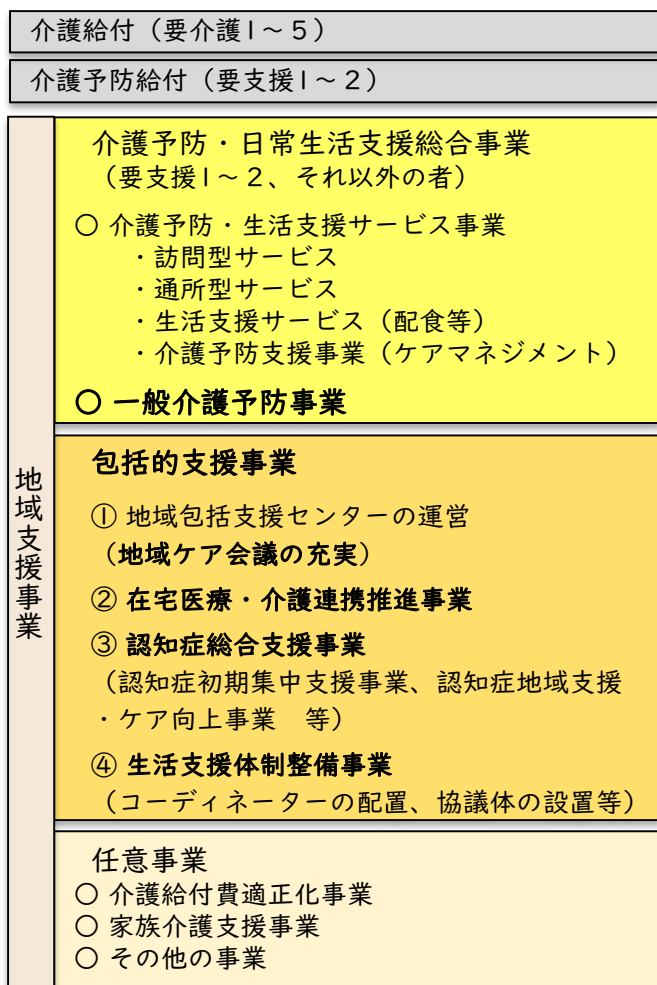 介護給付（要介護1～5）
介護予防給付（要支援1～2）
地域支援事業
介護予防・日常生活支援総合事業
（要支援1～2、それ以外の者）
○ 介護予防・生活支援サービス事業
・訪問型サービス
・通所型サービス
・生活支援サービス（配食等）
・介護予防支援事業（ケアマネジメント）
○ 一般介護予防事業
包括的支援事業
① 地域包括支援センターの運営
（地域ケア会議の充実）
② 在宅医療・介護連携推進事業
③ 認知症総合支援事業
（認知症初期集中支援事業、認知症地域支援
・ケア向上事業　等）
④ 生活支援体制整備事業
（コーディネーターの配置、協議体の設置等）
任意事業
○ 介護給付費適正化事業
○ 家族介護支援事業
○ その他の事業